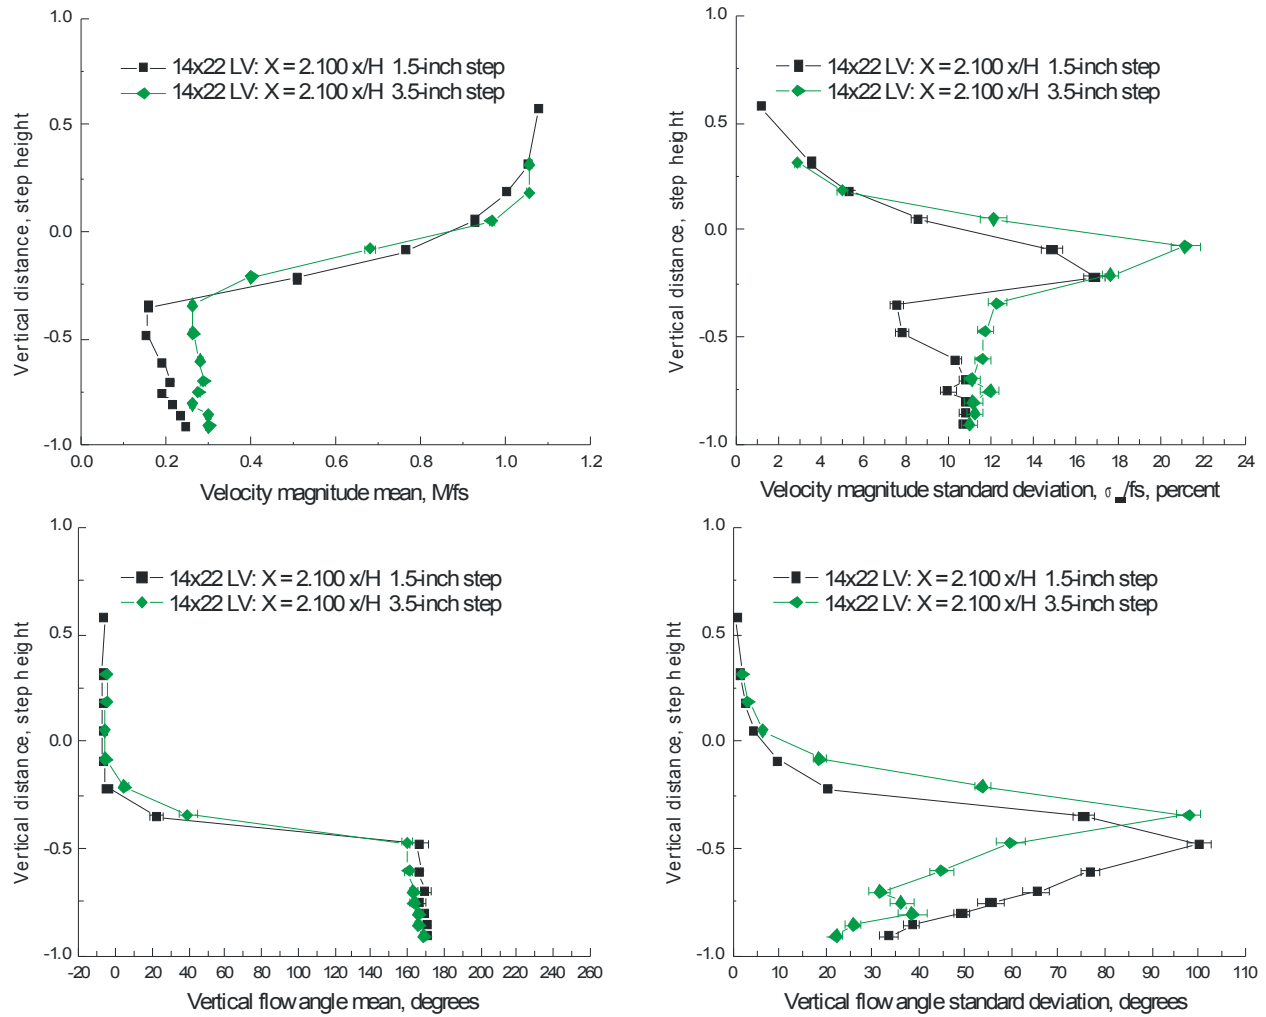 1.0
0.5
0.0
-0.5
-1.0
Vertical distance, step height
14x22 LV: X = 2.100 x/H 1.5-inch step
14x22 LV: X = 2.100 x/H 3.5-inch step
0.0 0.2 0.4 0.6 0.8 1.0 1.2
Velocity magnitude mean, M/fs
1.0
0.5
0.0
-0.5
-1.0
Vertical distance, step height
14x22 LV: X = 2.100 x/H 1.5-inch step
14x22 LV: X = 2.100 x/H 3.5-inch step
0 2 4 6 8 10 12 14 16 18 20 22 24
Velocity magnitude standard deviation, σ /fs, percent
1.0
0.5
0.0
-0.5
-1.0
Vertical distance, step height
14x22 LV: X = 2.100 x/H 1.5-inch step
14x22 LV: X = 2.100 x/H 3.5-inch step
-20 0 20 40 60 80 100 120 140 160 180 200 220 240 260
Vertical flow angle mean, degrees
1.0
0.5
0.0
-0.5
-1.0
Vertical distance, step height
14x22 LV: X = 2.100 x/H 1.5-inch step
14x22 LV: X = 2.100 x/H 3.5-inch step
0 10 20 30 40 50 60 70 80 90 100 110
Vertical flow angle standard deviation, degrees